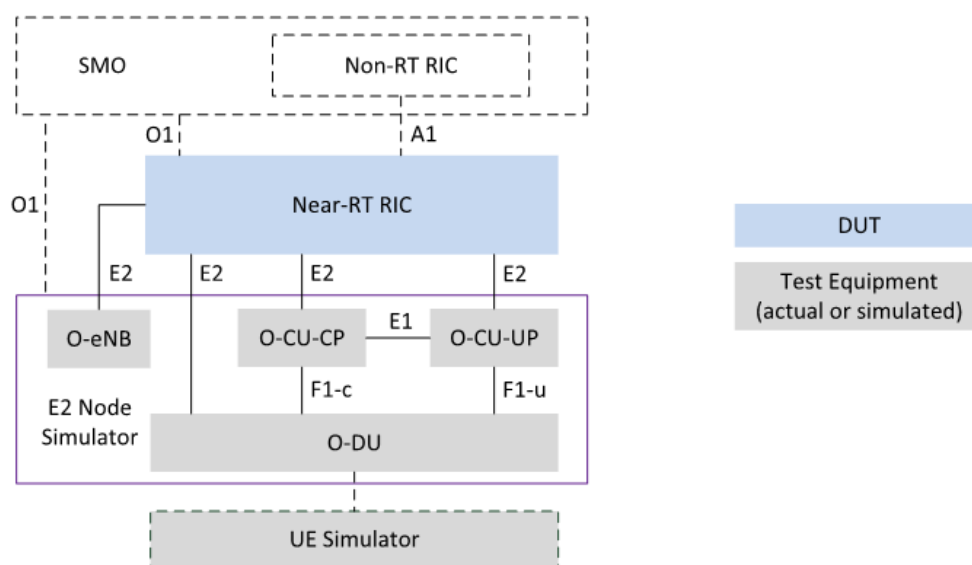 SMO
Non-RT RIC
O1
A1
O1
Near-RT RIC
DUT
E2
E2
E2
E2
Test Equipment
(actual or simulated)
O-eNB
O-CU-CP
E1
O-CU-UP
F1-c
F1-u
E2 Node
Simulator
O-DU
UE Simulator